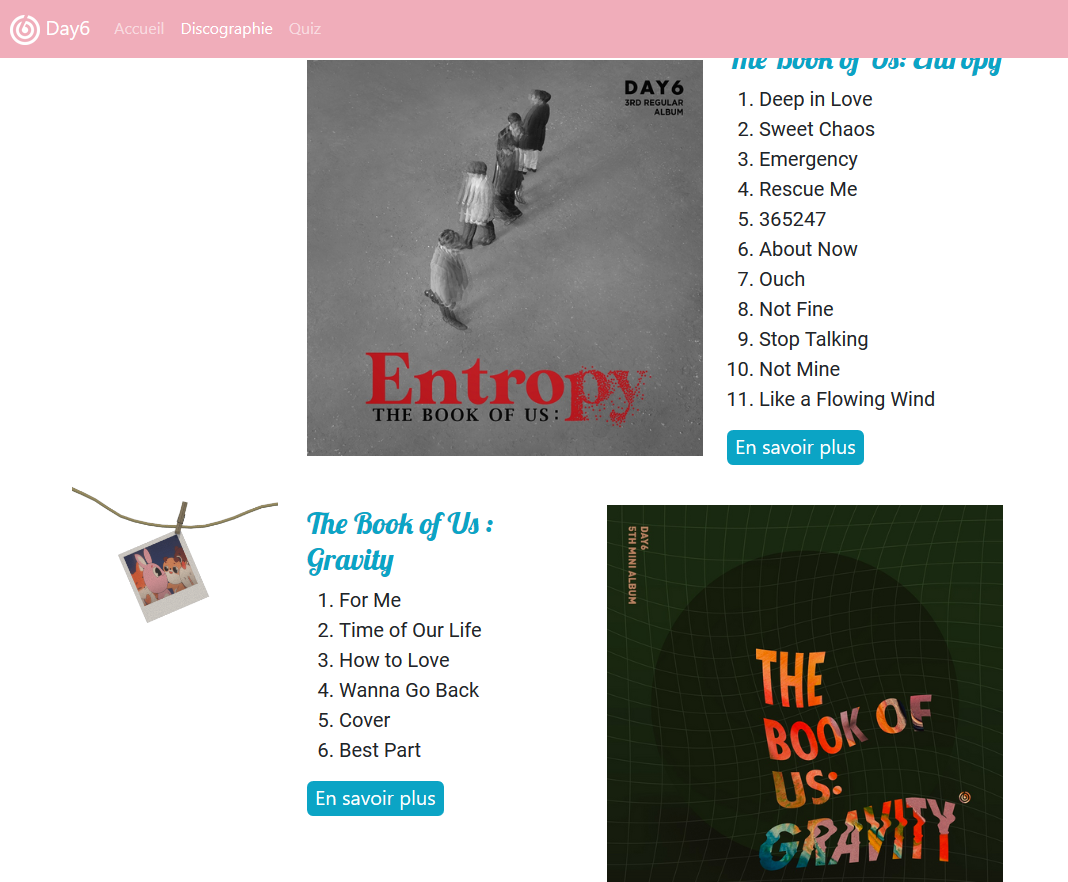 Day6 Accueil Discographie Quiz
The Book of Us: Entropy
DAY6
3RD REGULAR
ALBUM
Entropy
THE BOOK OF US :
1. Deep in Love
2. Sweet Chaos
3. Emergency
4. Rescue Me
5. 365247
6. About Now
7. Ouch
8. Not Fine
9. Stop Talking
10. Not Mine
11. Like a Flowing Wind
En savoir plus
The Book of Us :
Gravity
1. For Me
2. Time of Our Life
3. How to Love
4. Wanna Go Back
5. Cover
6. Best Part
En savoir plus
DAY6
5TH MINI ALBUM
THE
BOOK OF
US:
GRAVITY